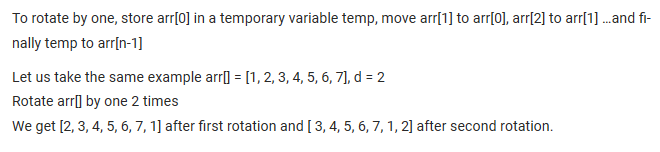 To rotate by one, store arr[0] in a temporary variable temp, move arr[1] to arr[0], arr[2] to arr[1] …and fi-
nally temp to arr[n-1]
Let us take the same example arr[] = [1, 2, 3, 4, 5, 6, 7], d = 2
Rotate arr[] by one 2 times
We get [2, 3, 4, 5, 6, 7, 1] after first rotation and [ 3, 4, 5, 6, 7, 1, 2] after second rotation.